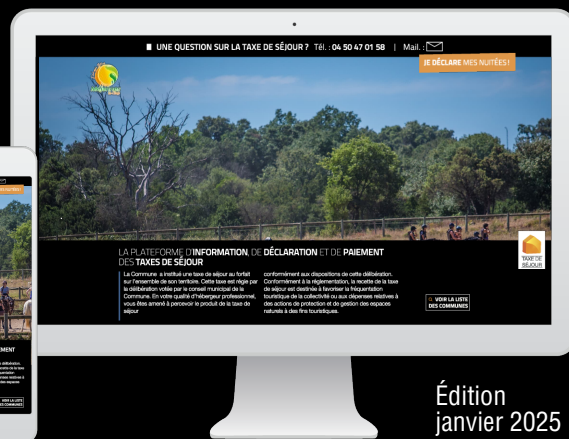 UNE QUESTION SUR LA TAXE DE SÉJOUR ? Tél. : 04 50 47 01 58 | Mail. :
JE DÉCLARE MES NUITÉES !
LA PLATEFORME D'INFORMATION, DE DÉCLARATION ET DE PAIEMENT
DES TAXES DE SÉJOUR
La Commune a institué une taxe de séjour au forfait
sur l'ensemble de son territoire. Cette taxe est régie par
la délibération votée par le conseil municipal de la
Commune. En votre qualité d'hébergeur professionnel,
vous êtes amené à percevoir le produit de la taxe de
séjour
conformément aux dispositions de cette délibération.
Conformément à la réglementation, la recette de la taxe
de séjour est destinée à favoriser la fréquentation
touristique de la collectivité ou aux dépenses relatives à
des actions de protection et de gestion des espaces
naturels à des fins touristiques.
TAXE DE
SÉJOUR
VOIR LA LISTE
DES COMMUNES
VOIR LA LISTE
DES COMMUNES
Édition
janvier 2025